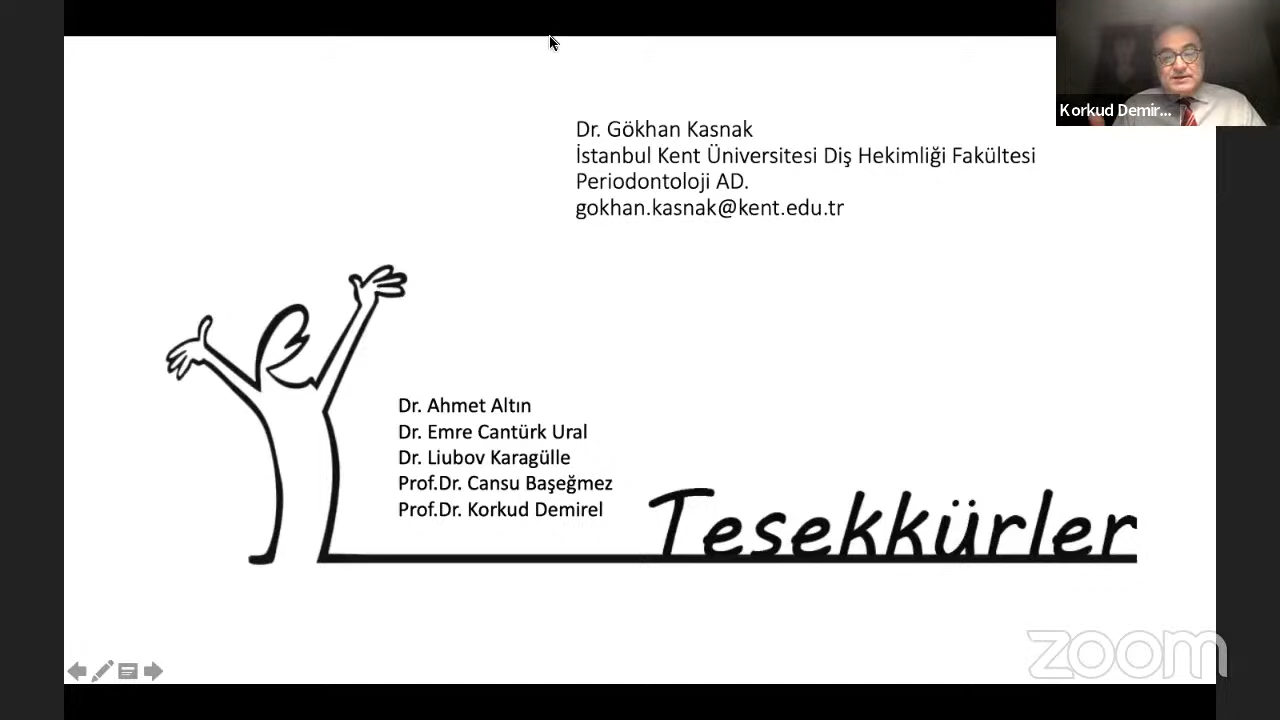 Korkud Demir...
Dr. Gökhan Kasnak
İstanbul Kent Üniversitesi Diş Hekimliği Fakültesi
Periodontoloji AD.
gokhan.kasnak@kent.edu.tr
Dr. Ahmet Altın
Dr. Emre Cantürk Ural
Dr. Liubov Karagülle
Prof.Dr. Cansu Başeğmez
Prof.Dr. Korkud Demirel
Tesekkürler
zoom